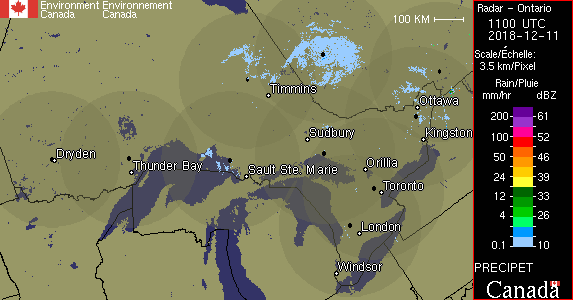 Environment Environnement
Canada Canada
100 KM
Timmins
Ottawa
Sudbury
Kingston
Dryden
Thunder Bay
Sault Ste. Marie
Orillia
Toronto
London
Windsor
Radar - Ontario
1100 UTC
2018-12-11
Scale/Échelle:
3.5 km/Pixel
Rain/Pluie
mm/hr dBZ
200 61
100 52
50 46
24 39
12 33
4 26
0.1 10
PRECIPET
Canada